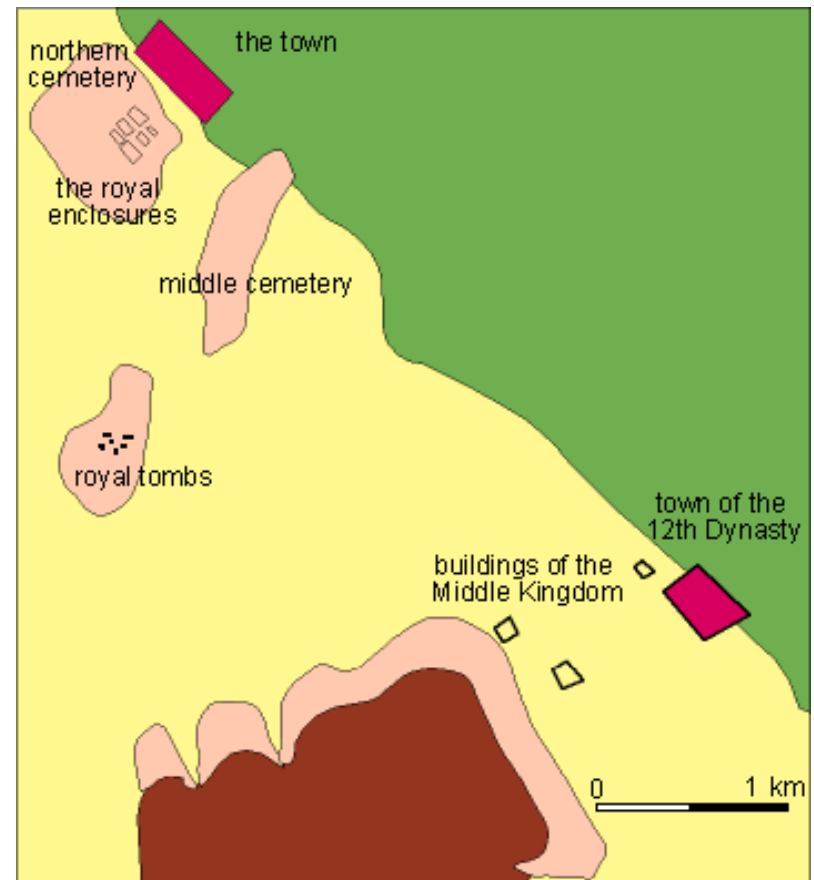 northern
cemetery
the town
the royal
enclosures
middle cemetery
royal tombs
town of the
12th Dynasty
buildings of the
Middle Kingdom
0 1 km